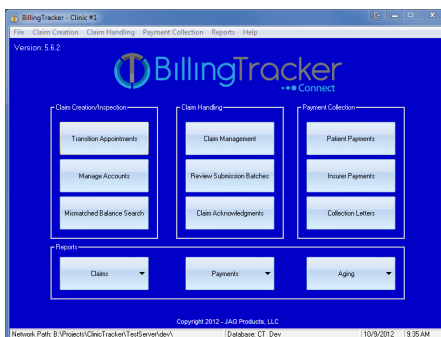 BillingTracker - Clinic #1
File Claim Creation Claim Handling Payment Collection Reports Help
Version: 5.6.2
BillingTracker
Connect
Claim Creation/Inspection
Claim Handling
Payment Collection
Transition Appointments
Claim Management
Patient Payments
Manage Accounts
Review Submission Batches
Insurer Payments
Mismatched Balance Search
Claim Acknowledgments
Collection Letters
Reports
Claims
Payments
Aging
Copyright 2012 - JAG Products, LLC
Network Path: B:\Projects\ClinicTracker\TestServer\dev\ Database: CT_Dev 10/9/2012 9:35 AM